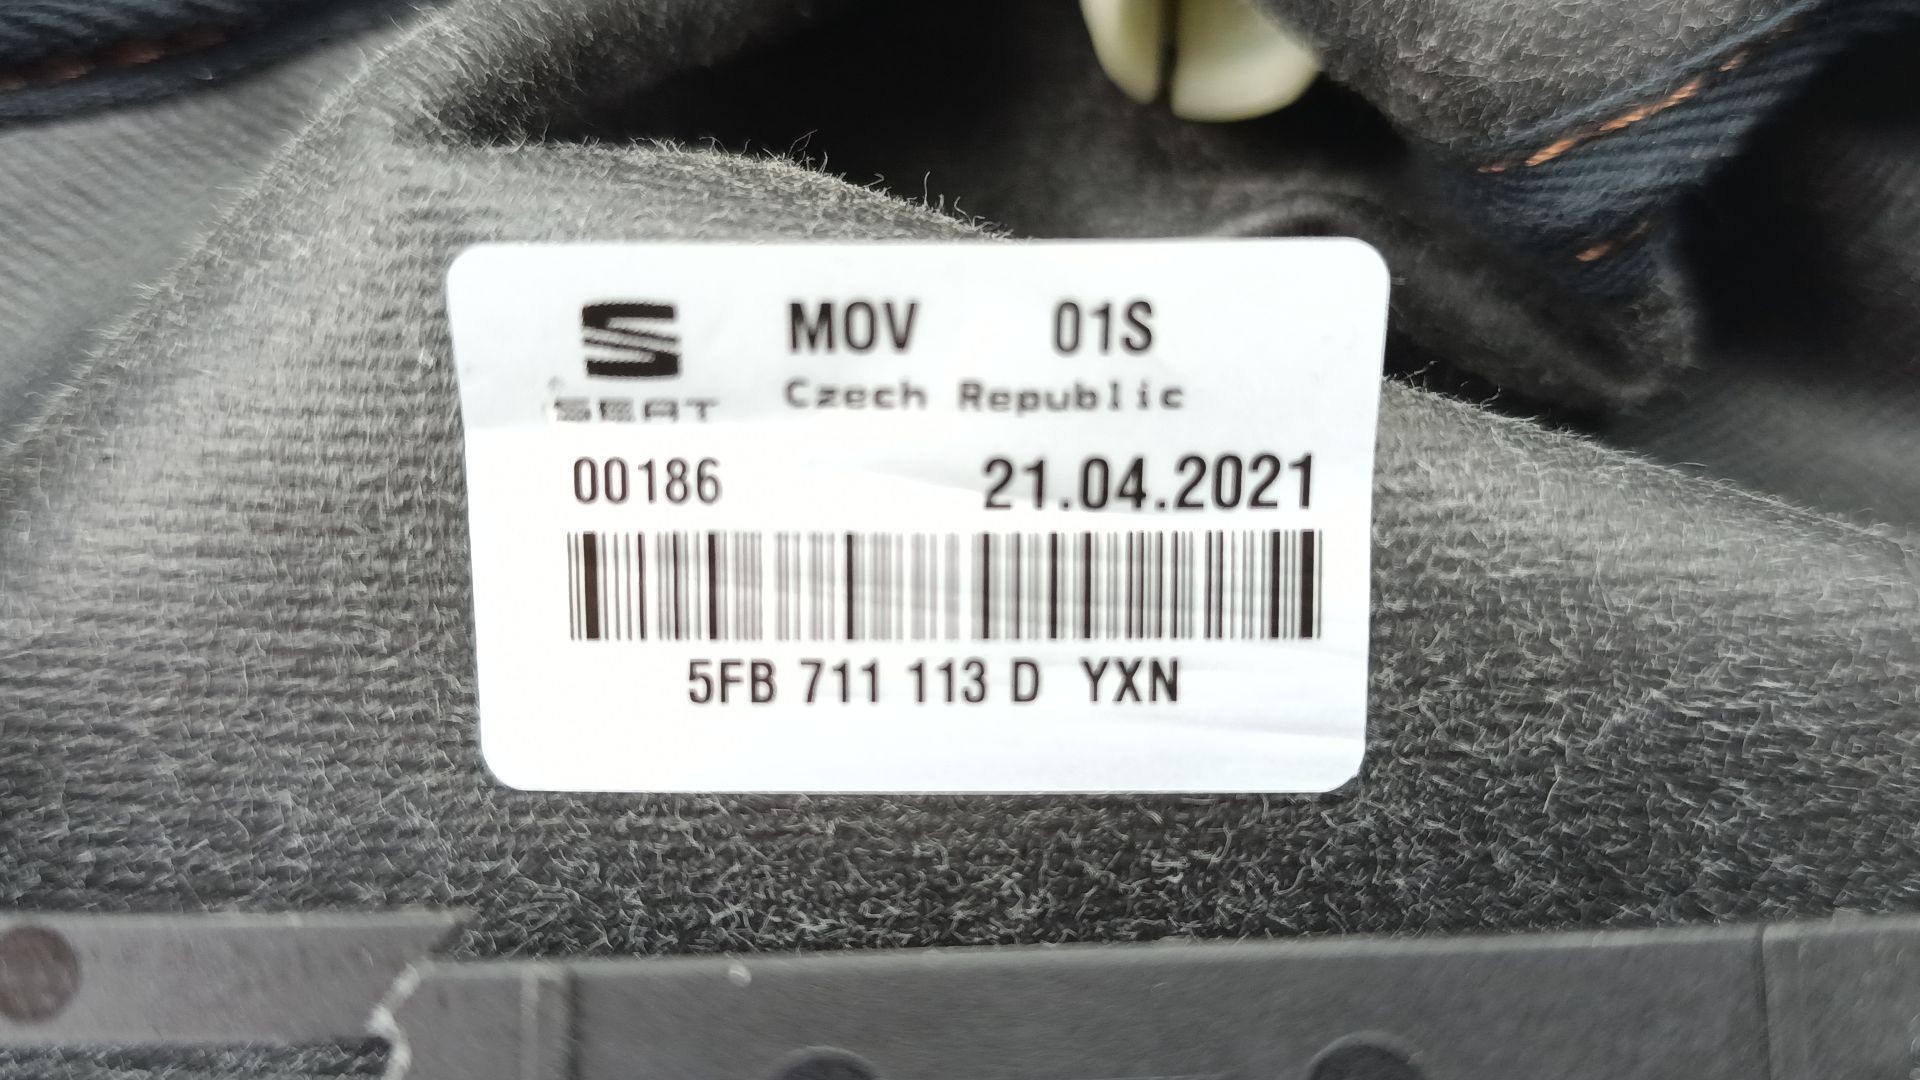 MOV 01S
SEAT
Czech Republic
00186 21.04.2021
5FB 711 113 D YXN